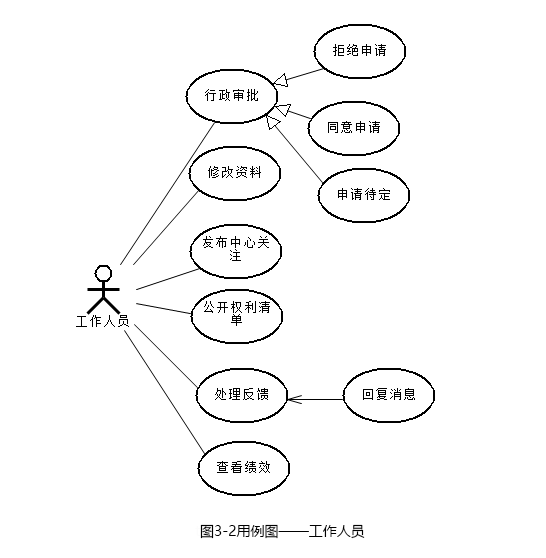 拒绝申请
行政审批
同意申请
修改资料
申请待定
发布中心关
注
公开权利清
单
工作人员
处理反馈
回复消息
查看绩效
图3-2用例图——工作人员